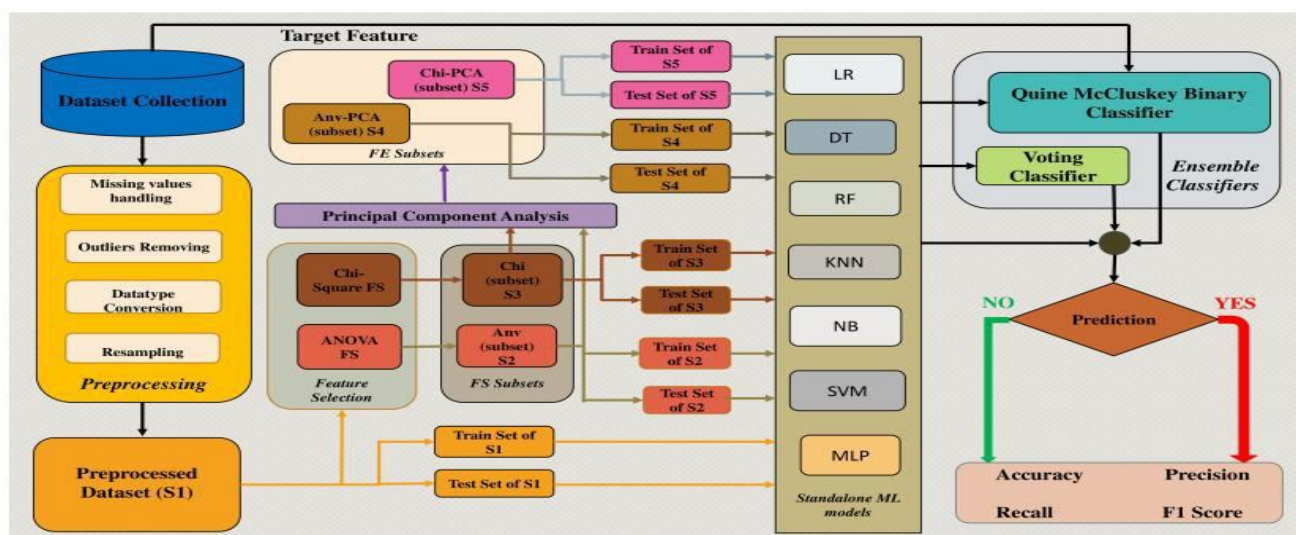 Target Feature
Dataset Collection
Missing values
handling
Outliers Removing
Datatype
Conversion
Resampling
Preprocessing
Preprocessed
Dataset (S1)
Chi-PCA
(subset) S5
Anv-PCA
(subset) S4
FE Subsets
Principal Component Analysis
Chi-
Square FS
ANOVA
FS
Feature
Selection
Chi
(subset)
S3
Anv
(subset)
S2
FS Subsets
Train Set of
S5
Test Set of S5
Train Set of
S4
Test Set of
S4
Train Set
of S3
Test Set
of S3
Train Set
of S2
Test Set
of S2
Train Set of
S1
Test Set of S1
LR
DT
RF
KNN
NB
SVM
MLP
Standalone ML
models
Quine McCluskey Binary
Classifier
Voting
Classifier
Ensemble
Classifiers
NO
YES
Prediction
Accuracy Precision
Recall F1 Score